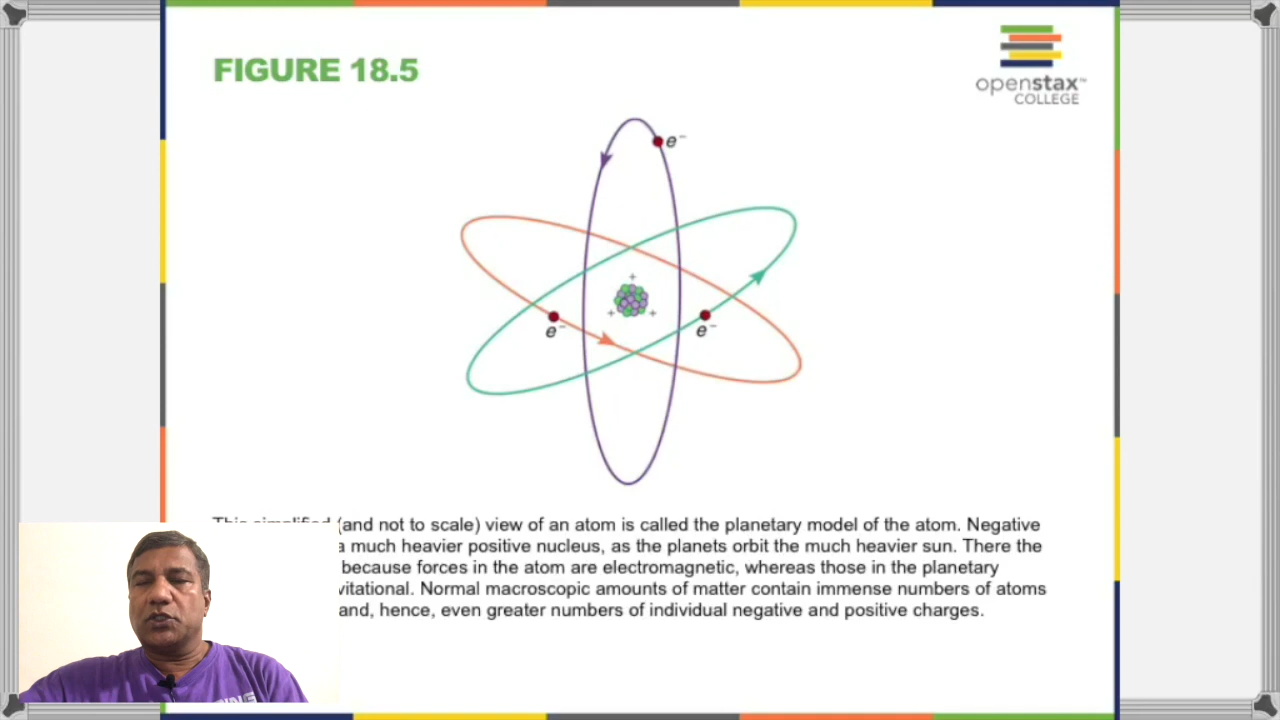 FIGURE 18.5
openstax™
COLLEGE
e⁻
+
+ +
e⁻ e⁻
This simplified (and not to scale) view of an atom is called the planetary model of the atom. Negative
a much heavier positive nucleus, as the planets orbit the much heavier sun. There the
because forces in the atom are electromagnetic, whereas those in the planetary
vitational. Normal macroscopic amounts of matter contain immense numbers of atoms
and, hence, even greater numbers of individual negative and positive charges.